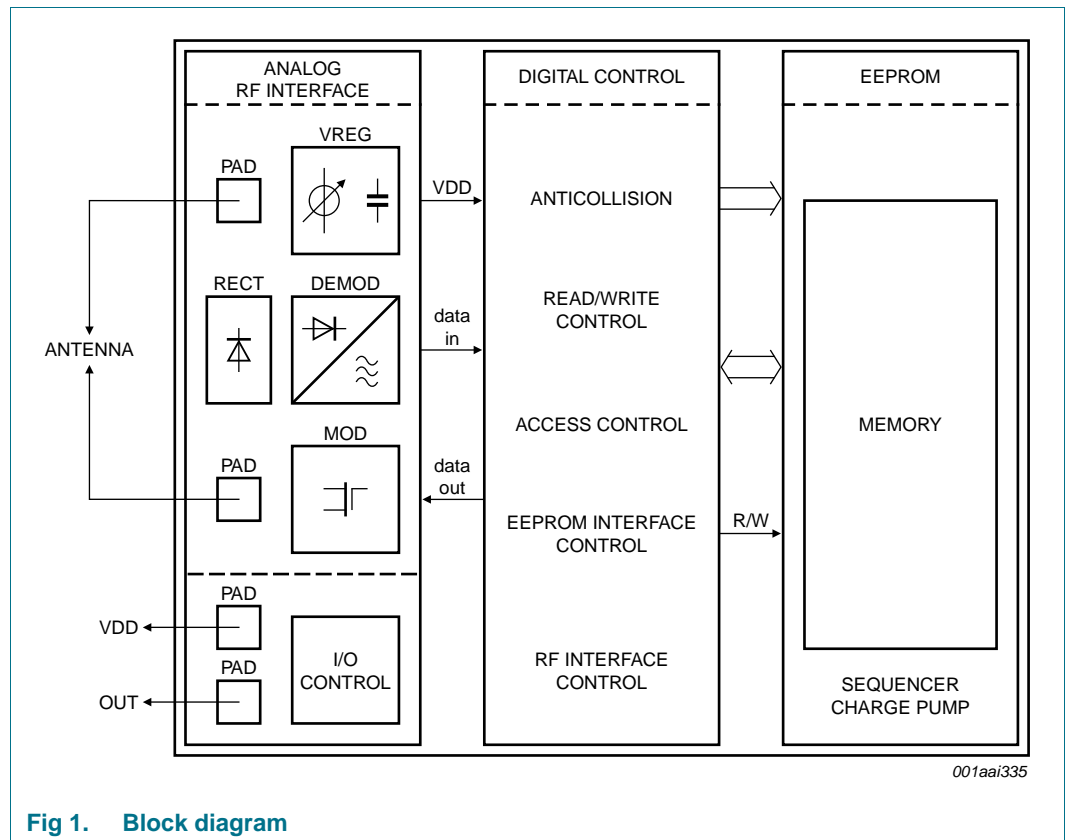 ANALOG
RF INTERFACE
VREG
PAD
VDD
RECT
DEMOD
data
in
ANTENNA
MOD
PAD
data
out
PAD
VDD
I/O
CONTROL
PAD
OUT
DIGITAL CONTROL
ANTICOLLISION
READ/WRITE
CONTROL
ACCESS CONTROL
EEPROM INTERFACE
CONTROL
R/W
RF INTERFACE
CONTROL
EEPROM
MEMORY
SEQUENCER
CHARGE PUMP
001aai335
Fig 1. Block diagram